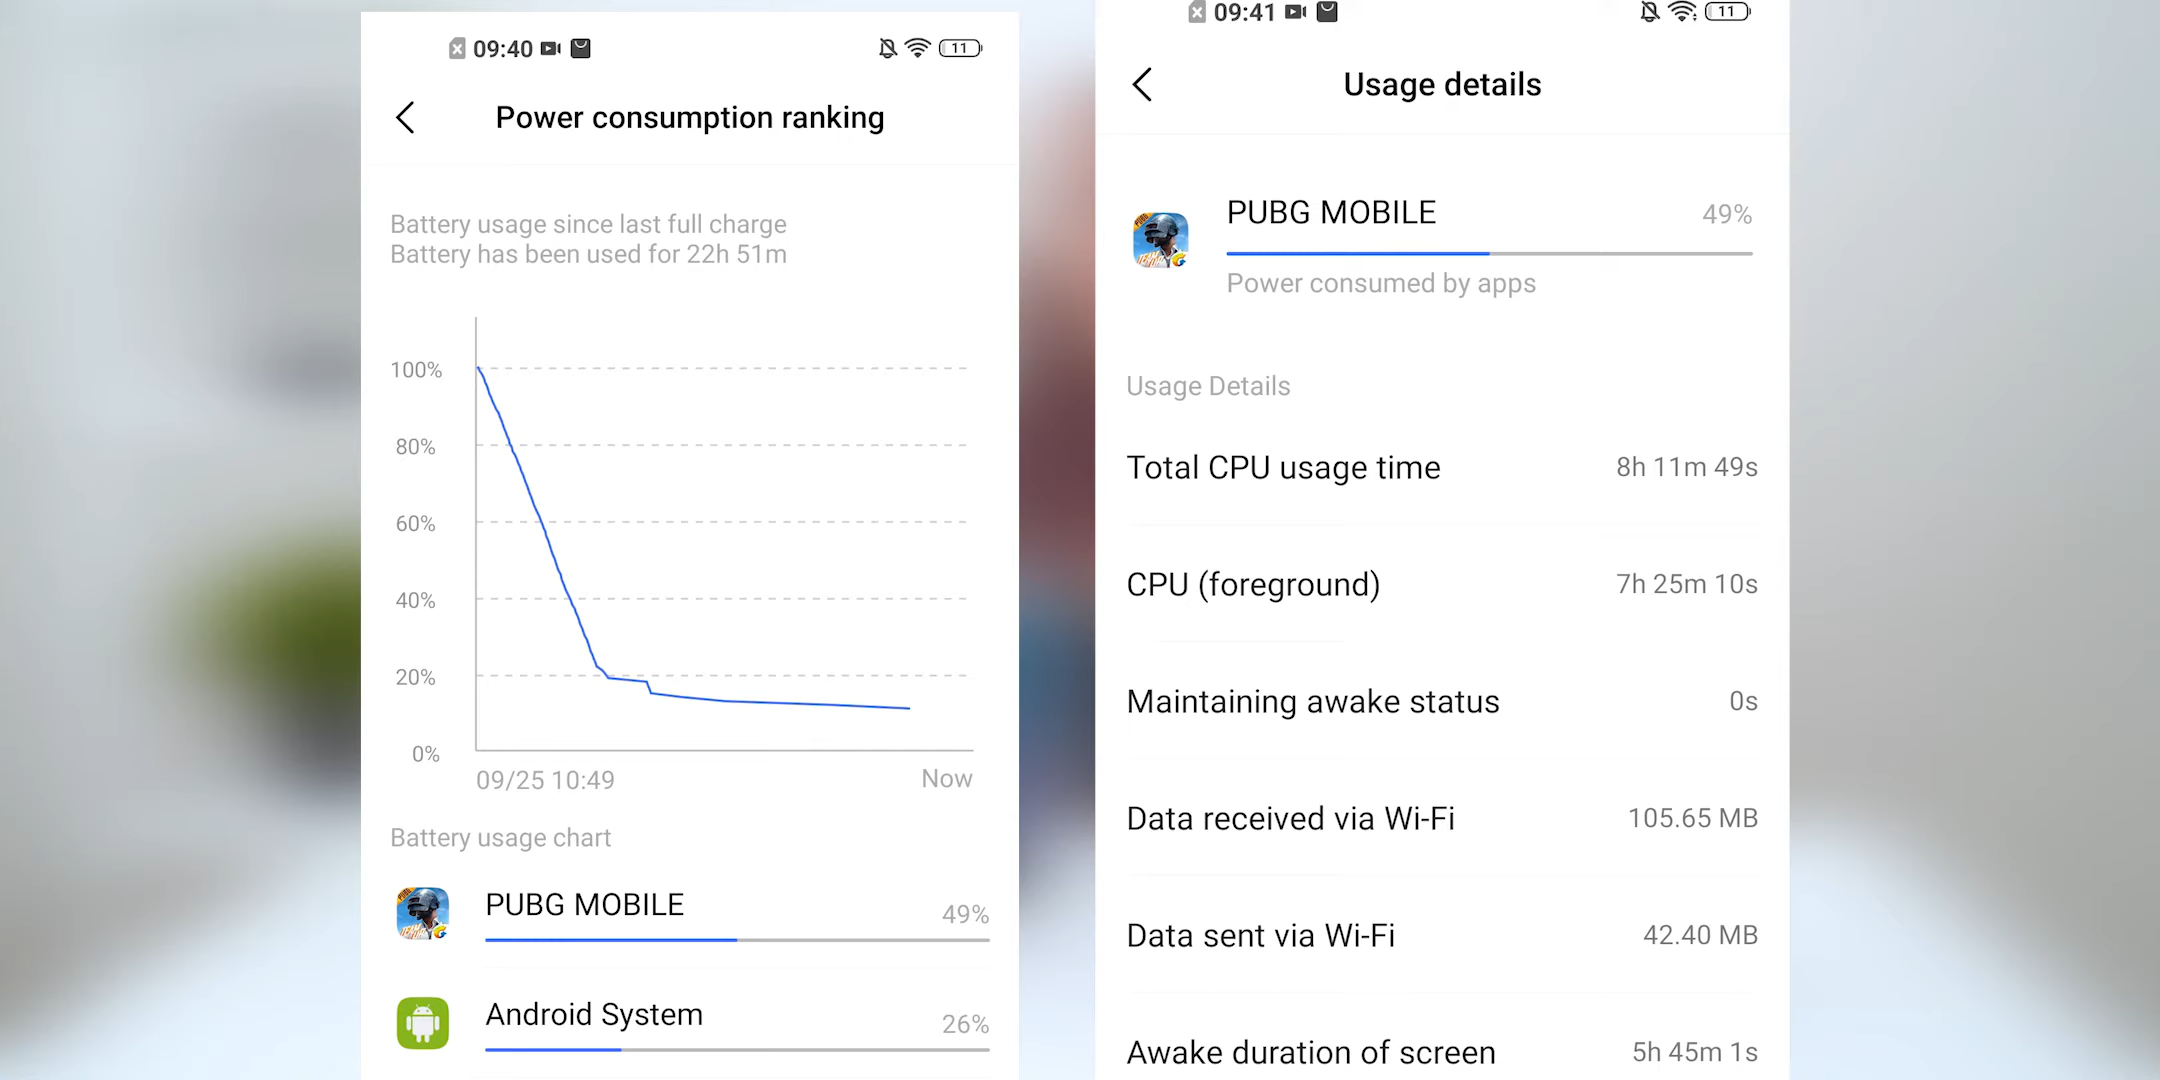 09:40
11
Power consumption ranking
Battery usage since last full charge
Battery has been used for 22h 51m
100%
80%
60%
40%
20%
0%
09/25 10:49
Now
Battery usage chart
PUBG MOBILE
49%
Android System
26%
09:41
11
Usage details
PUBG MOBILE
49%
Power consumed by apps
Usage Details
Total CPU usage time
8h 11m 49s
CPU (foreground)
7h 25m 10s
Maintaining awake status
0s
Data received via Wi-Fi
105.65 MB
Data sent via Wi-Fi
42.40 MB
Awake duration of screen
5h 45m 1s